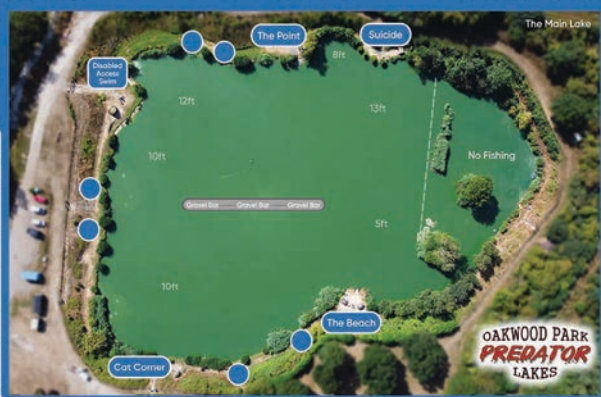 The Main Lake
The Point
Suicide
8ft
Disabled
Access
Swim
12ft
13ft
10ft
No Fishing
Gravel Bar
Gravel Bar
Gravel Bar
5ft
10ft
The Beach
Cat Corner
OAKWOOD PARK
PREDATOR
LAKES